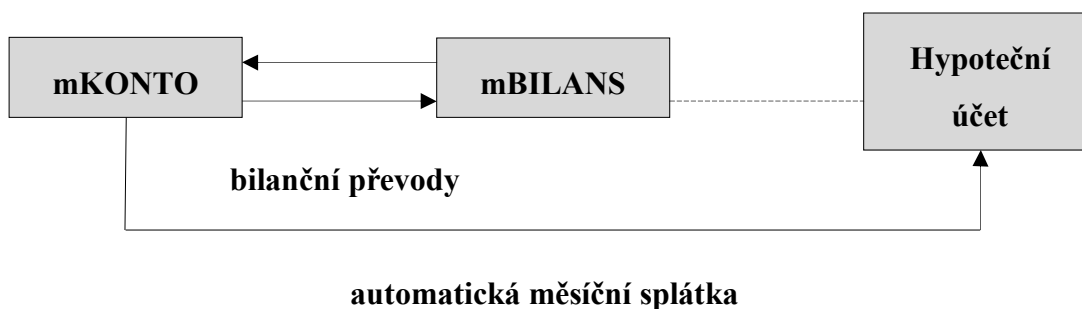 mKONTO
mBILANS
Hypoteční
účet
bilanční převody
automatická měsíční splátka